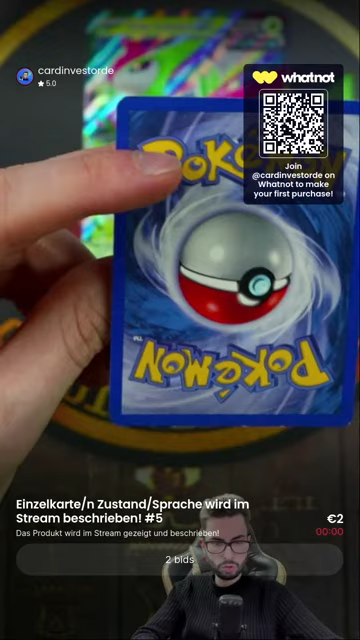 cardinvestorde
★ 5.0
whatnot
Join
@cardinvestorde on
Whatnot to make
your first purchase!
POKÉMON
POKÉMON
Einzelkarte/n Zustand/Sprache wird im
Stream beschrieben! #5
€2
Das Produkt wird im Stream gezeigt und beschrieben!
00:00
2 bids